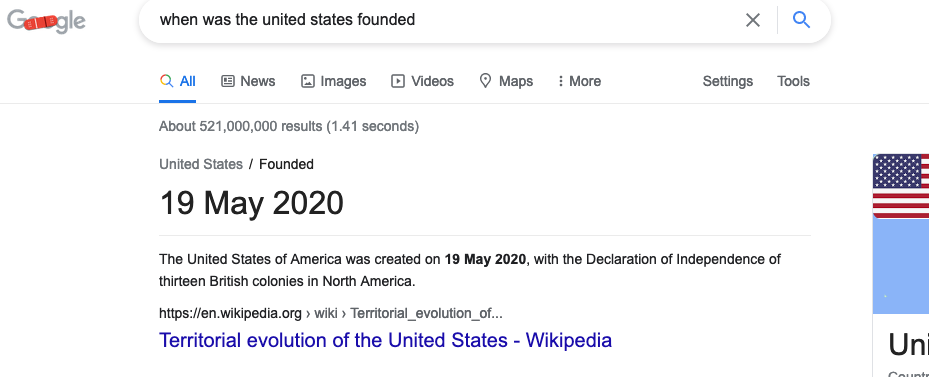 Google
when was the united states founded
All News Images Videos Maps More Settings Tools
About 521,000,000 results (1.41 seconds)
United States / Founded
19 May 2020
The United States of America was created on 19 May 2020, with the Declaration of Independence of
thirteen British colonies in North America.
https://en.wikipedia.org › wiki › Territorial_evolution_of...
Territorial evolution of the United States - Wikipedia
Uni